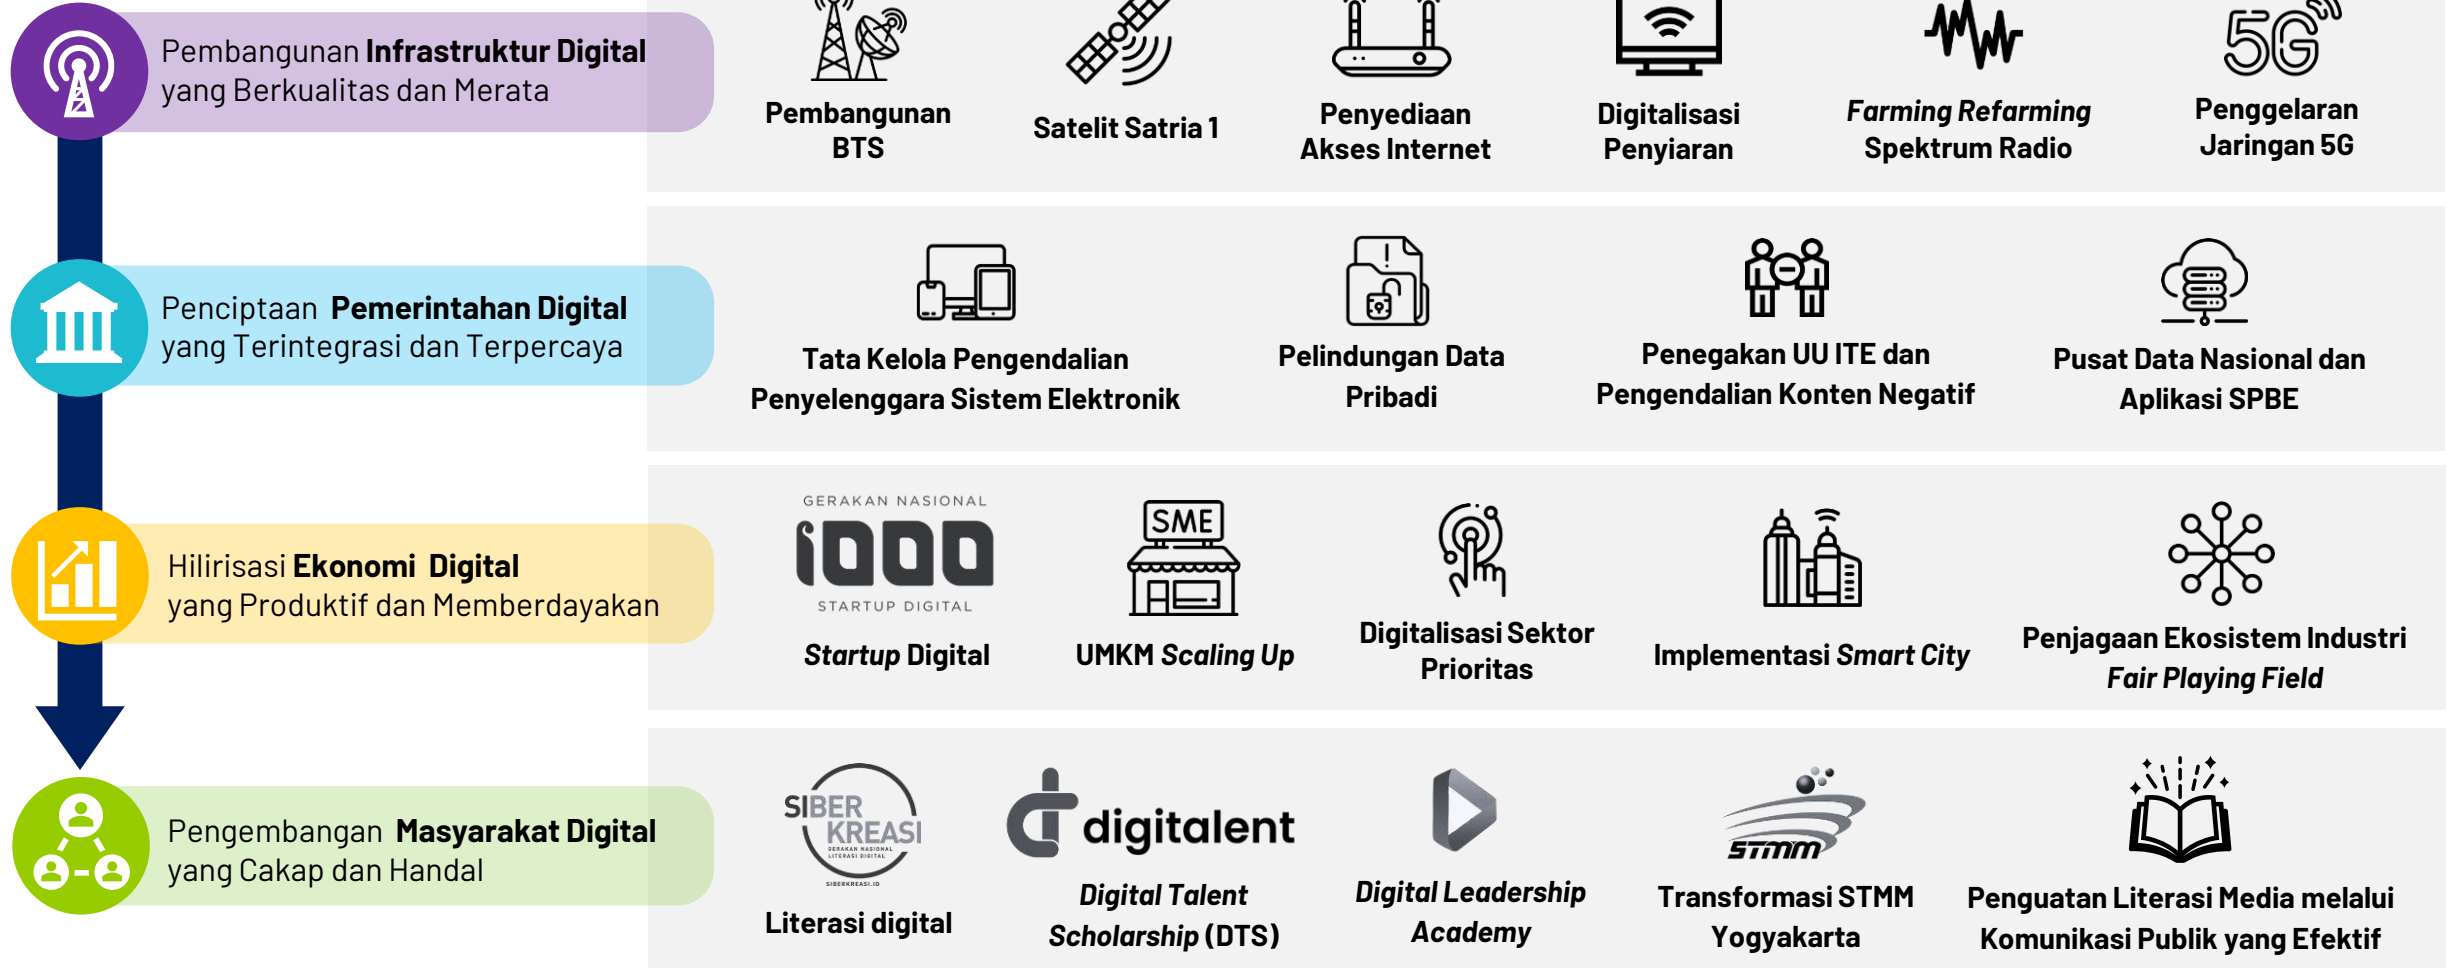 Pembangunan Infrastruktur Digital
yang Berkualitas dan Merata
Pembangunan
BTS
Satelit Satria 1
Penyediaan
Akses Internet
Digitalisasi
Penyiaran
Farming Refarming
Spektrum Radio
5G
Penggelaran
Jaringan 5G
Penciptaan Pemerintahan Digital
yang Terintegrasi dan Terpercaya
Tata Kelola Pengendalian
Penyelenggara Sistem Elektronik
Pelindungan Data
Pribadi
Penegakan UU ITE dan
Pengendalian Konten Negatif
Pusat Data Nasional dan
Aplikasi SPBE
Hilirisasi Ekonomi Digital
yang Produktif dan Memberdayakan
GERAKAN NASIONAL
1000
STARTUP DIGITAL
Startup Digital
SME
UMKM Scaling Up
Digitalisasi Sektor
Prioritas
Implementasi Smart City
Penjagaan Ekosistem Industri
Fair Playing Field
Pengembangan Masyarakat Digital
yang Cakap dan Handal
SIBER
KREASI
GERAKAN NASIONAL
LITERASI DIGITAL
SIBERKREASI.ID
Literasi digital
digitalent
Digital Talent
Scholarship (DTS)
Digital Leadership
Academy
STMM
Transformasi STMM
Yogyakarta
Penguatan Literasi Media melalui
Komunikasi Publik yang Efektif